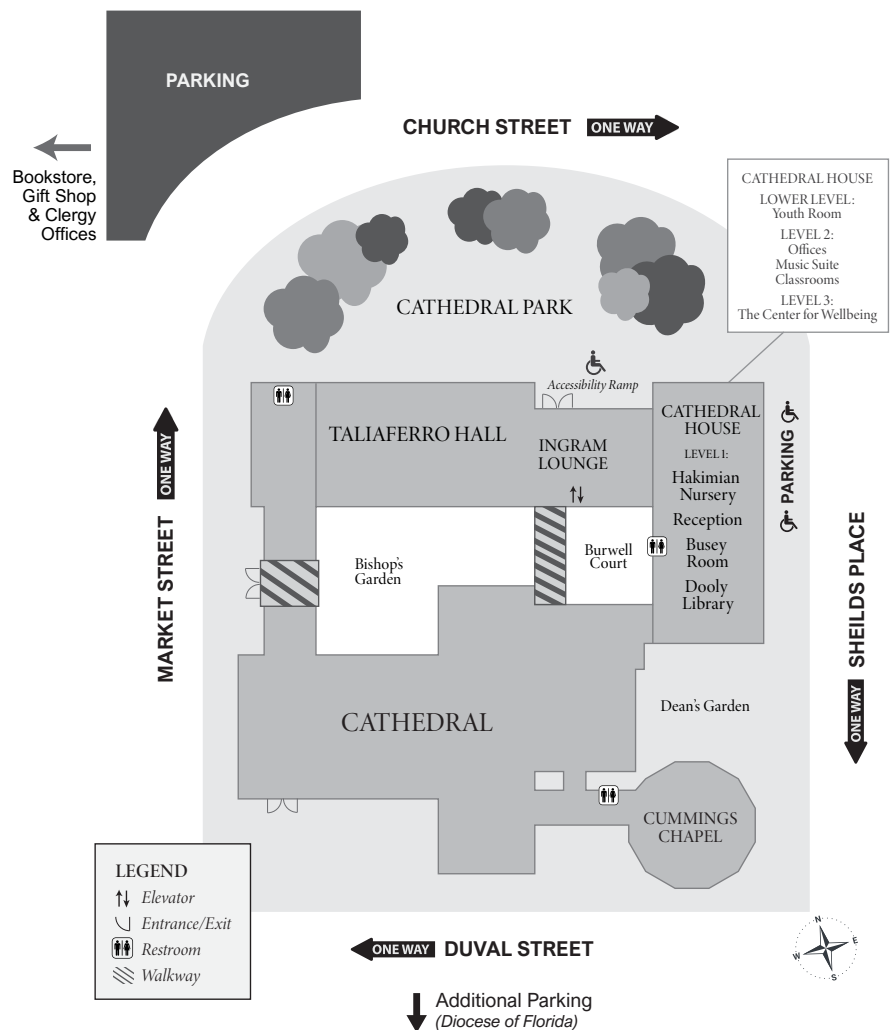 PARKING
CHURCH STREET ONE WAY
Bookstore,
Gift Shop
& Clergy
Offices
CATHEDRAL HOUSE
LOWER LEVEL:
Youth Room
LEVEL 2:
Offices
Music Suite
Classrooms
LEVEL 3:
The Center for Wellbeing
CATHEDRAL PARK
Accessibility Ramp
TALIAFERRO HALL
INGRAM
LOUNGE
CATHEDRAL
HOUSE
LEVEL 1:
Hakimian
Nursery
Reception
Busey
Room
Dooly
Library
PARKING
MARKET STREET ONE WAY
SHEILDS PLACE
ONE WAY
Bishop's
Garden
Burwell
Court
CATHEDRAL
Dean's Garden
CUMMINGS
CHAPEL
LEGEND
Elevator
Entrance/Exit
Restroom
Walkway
ONE WAY DUVAL STREET
N
E
S
W
Additional Parking
(Diocese of Florida)